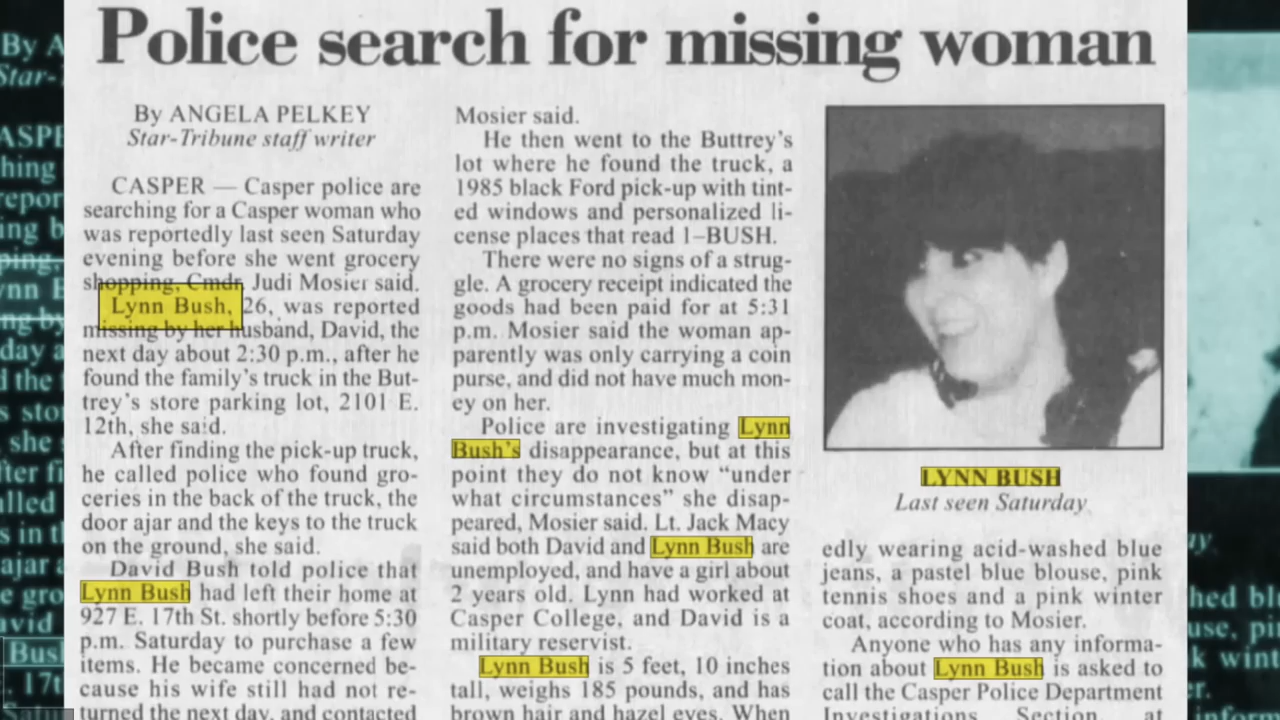 Police search for missing woman
By ANGELA PELKEY
Star-Tribune staff writer
CASPER — Casper police are
searching for a Casper woman who
was reportedly last seen Saturday
evening before she went grocery
shopping, Cmdr. Judi Mosier said.
Lynn Bush, 26, was reported
missing by her husband, David, the
next day about 2:30 p.m., after he
found the family's truck in the But-
trey's store parking lot, 2101 E.
12th, she said.
After finding the pick-up truck,
he called police who found gro-
ceries in the back of the truck, the
door ajar and the keys to the truck
on the ground, she said.
David Bush told police that
Lynn Bush had left their home at
927 E. 17th St. shortly before 5:30
p.m. Saturday to purchase a few
items. He became concerned be-
cause his wife still had not re-
turned the next day, and contacted
Mosier said.
He then went to the Buttrey's
lot where he found the truck, a
1985 black Ford pick-up with tint-
ed windows and personalized li-
cense places that read 1–BUSH.
There were no signs of a strug-
gle. A grocery receipt indicated the
goods had been paid for at 5:31
p.m. Mosier said the woman ap-
parently was only carrying a coin
purse, and did not have much mon-
ey on her.
Police are investigating Lynn
Bush's disappearance, but at this
point they do not know "under
what circumstances" she disap-
peared, Mosier said. Lt. Jack Macy
said both David and Lynn Bush are
unemployed, and have a girl about
2 years old. Lynn had worked at
Casper College, and David is a
military reservist.
Lynn Bush is 5 feet, 10 inches
tall, weighs 185 pounds, and has
brown hair and hazel eyes. When
LYNN BUSH
Last seen Saturday
edly wearing acid-washed blue
jeans, a pastel blue blouse, pink
tennis shoes and a pink winter
coat, according to Mosier.
Anyone who has any informa-
tion about Lynn Bush is asked to
call the Casper Police Department
Investigations Section at